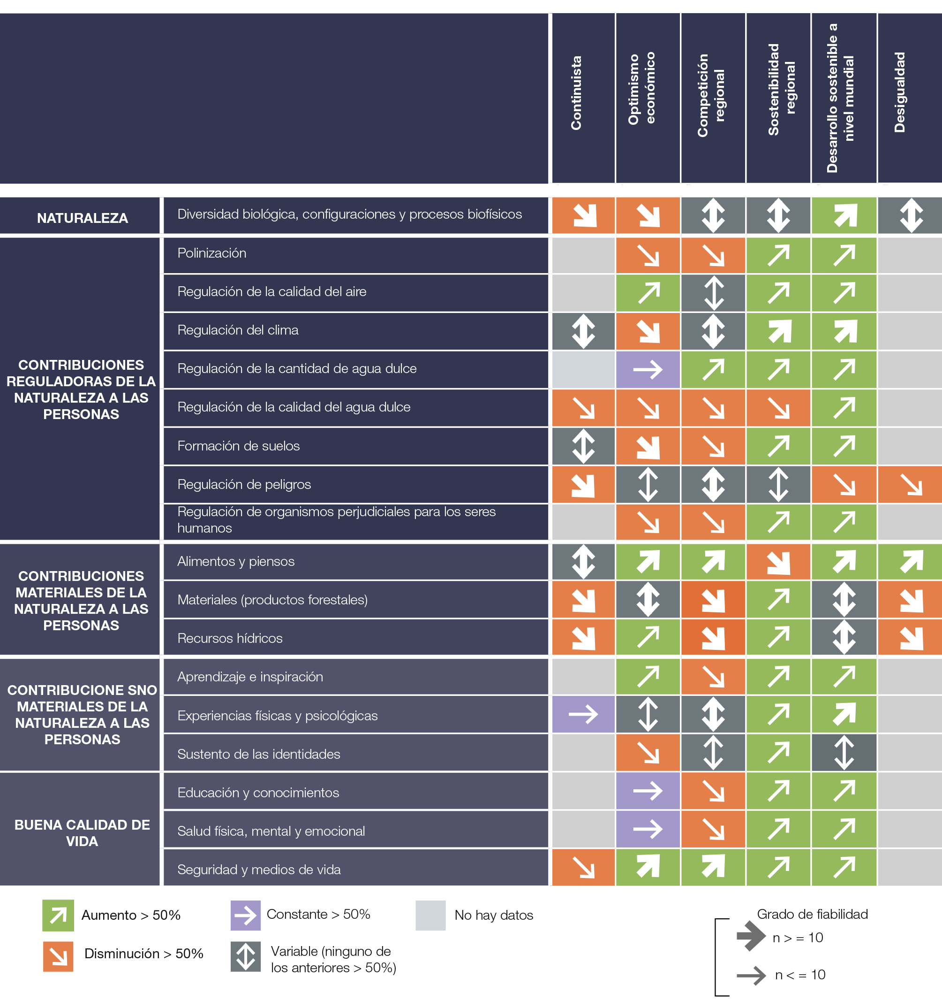 Continuista
Optimismo
económico
Competición
regional
Sostenibilidad
regional
Desarrollo sostenible a
nivel mundial
Desigualdad
NATURALEZA
Diversidad biológica, configuraciones y procesos biofísicos
CONTRIBUCIONES
REGULADORAS DE LA
NATURALEZA A LAS
PERSONAS
Polinización
Regulación de la calidad del aire
Regulación del clima
Regulación de la cantidad de agua dulce
Regulación de la calidad del agua dulce
Formación de suelos
Regulación de peligros
Regulación de organismos perjudiciales para los seres
humanos
CONTRIBUCIONES
MATERIALES DE LA
NATURALEZA A LAS
PERSONAS
Alimentos y piensos
Materiales (productos forestales)
Recursos hídricos
CONTRIBUCIONE SNO
MATERIALES DE LA
NATURALEZA A LAS
PERSONAS
Aprendizaje e inspiración
Experiencias físicas y psicológicas
Sustento de las identidades
BUENA CALIDAD DE
VIDA
Educación y conocimientos
Salud física, mental y emocional
Seguridad y medios de vida
Aumento > 50%
Constante > 50%
No hay datos
Disminución > 50%
Variable (ninguno de
los anteriores > 50%)
Grado de fiabilidad
n > = 10
n < = 10